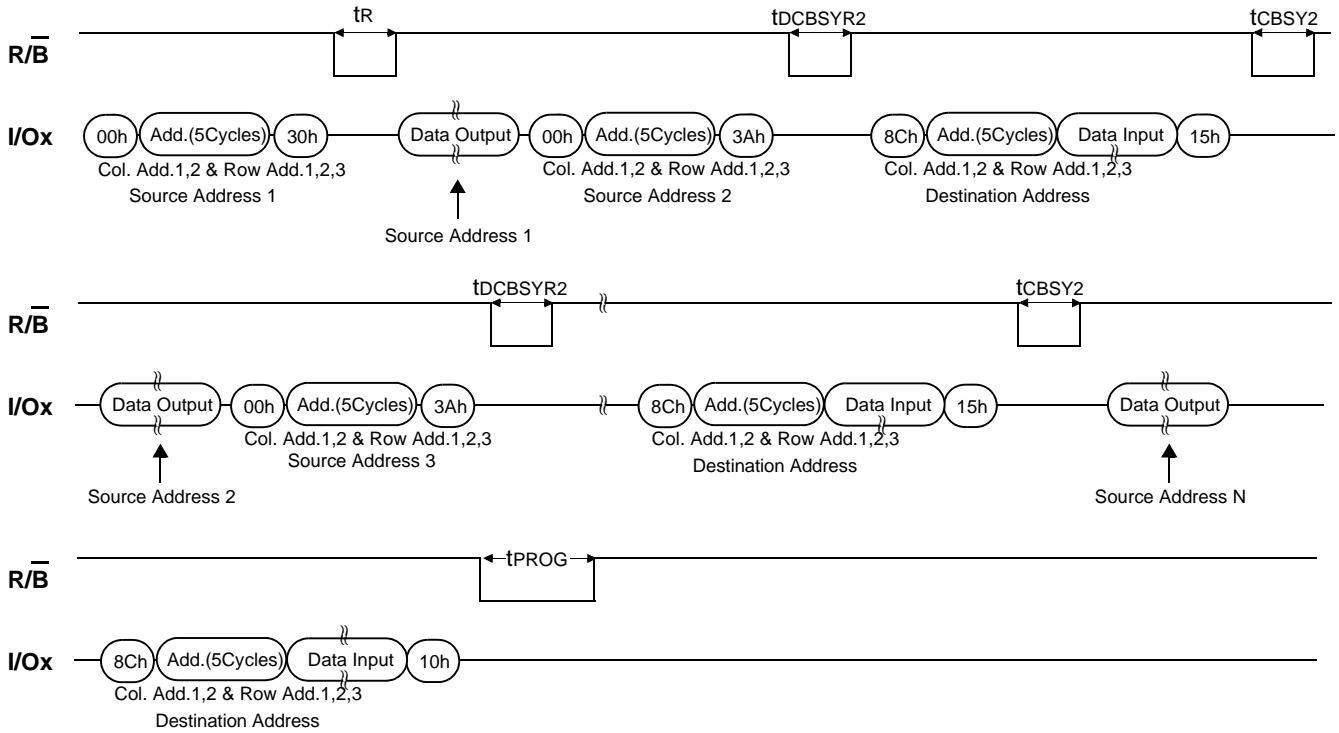 tR tDCBSYR2 tCBSY2
R/B
I/Ox 00h Add.(5Cycles) 30h Data Output 00h Add.(5Cycles) 3Ah 8Ch Add.(5Cycles) Data Input 15h
Col. Add.1,2 & Row Add.1,2,3 Col. Add.1,2 & Row Add.1,2,3 Col. Add.1,2 & Row Add.1,2,3
Source Address 1 Source Address 2 Destination Address
Source Address 1
tDCBSYR2 tCBSY2
R/B
I/Ox Data Output 00h Add.(5Cycles) 3Ah 8Ch Add.(5Cycles) Data Input 15h Data Output
Col. Add.1,2 & Row Add.1,2,3 Col. Add.1,2 & Row Add.1,2,3
Source Address 3 Destination Address
Source Address 2 Source Address N
tPROG
R/B
I/Ox 8Ch Add.(5Cycles) Data Input 10h
Col. Add.1,2 & Row Add.1,2,3
Destination Address